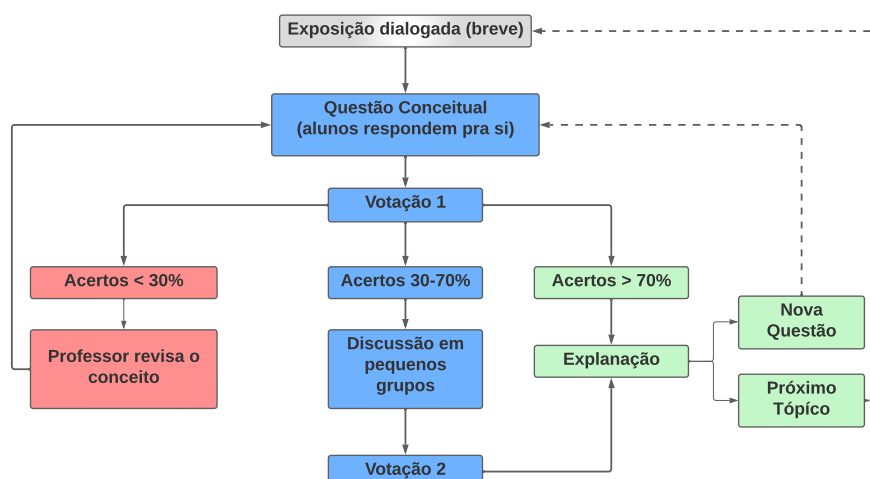 Exposição dialogada (breve)
Questão Conceitual
(alunos respondem pra si)
Votação 1
Acertos < 30%
Acertos 30-70%
Acertos > 70%
Professor revisa o
conceito
Discussão em
pequenos
grupos
Explanação
Nova
Questão
Próximo
Tópíco
Votação 2